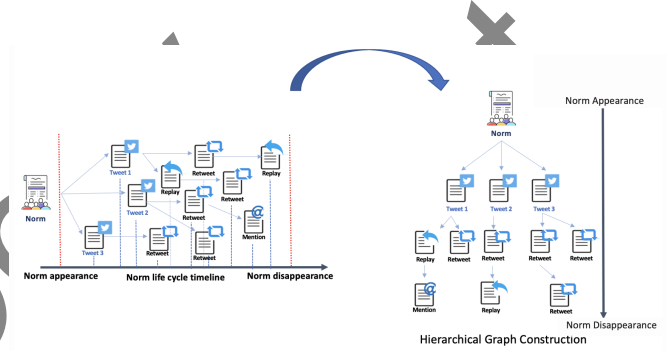 Tweet 1
Replay
Retweet
Replay
Retweet
Norm
Tweet 2
Retweet
Mention
Tweet 3
Retweet
Retweet
Norm appearance
Norm life cycle timeline
Norm disappearance
Norm Appearance
Norm
Tweet 1
Tweet 2
Tweet 3
Replay
Retweet
Retweet
Retweet
Retweet
Mention
Replay
Retweet
Norm Disappearance
Hierarchical Graph Construction